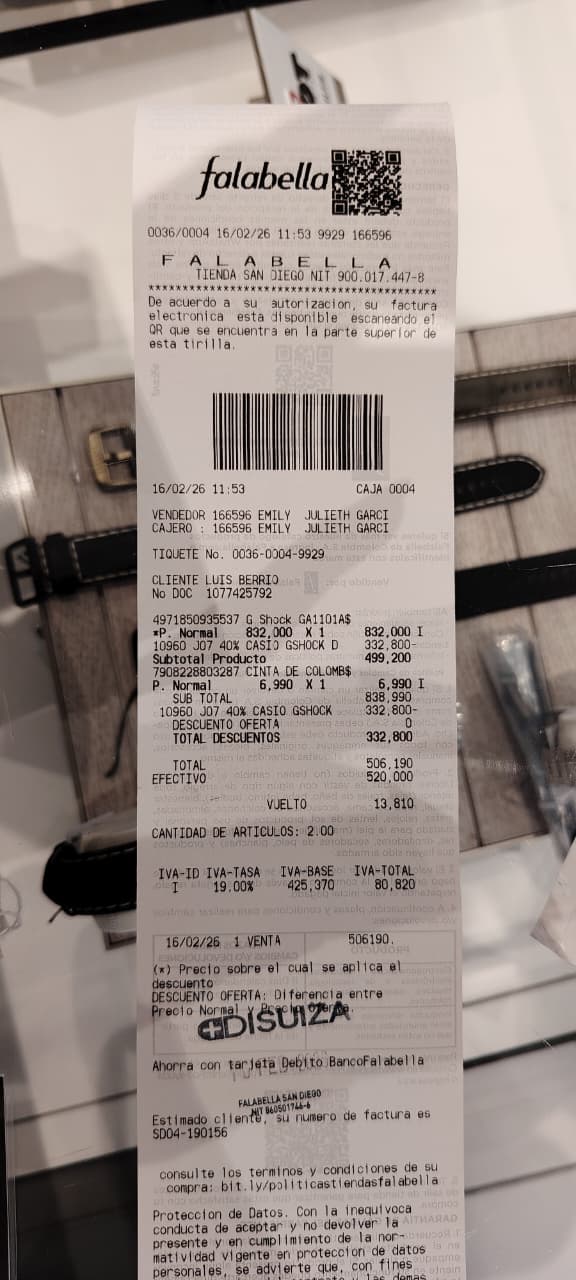 falabella
0036/0004 16/02/26 11:53 9929 166596
F A L A B E L L A
TIENDA SAN DIEGO NIT 900.017.447-8
****************************************
De acuerdo a su autorizacion, su factura
electronica esta disponible escaneando el
QR que se encuentra en la parte superior de
esta tirilla.
16/02/26 11:53 CAJA 0004
VENDEDOR 166596 EMILY JULIETH GARCI
CAJERO : 166596 EMILY JULIETH GARCI
TIQUETE No. 0036-0004-9929
CLIENTE LUIS BERRIO
No DOC 1077425792
4971850935537 G Shock GA1101A$
*P. Normal 832,000 X 1 832,000 I
10960 J07 40% CASIO GSHOCK D 332,800-
Subtotal Producto 499,200
7908228803287 CINTA DE COLOMB$
P. Normal 6,990 X 1 6,990 I
SUB TOTAL 838,990
10960 J07 40% CASIO GSHOCK 332,800-
DESCUENTO OFERTA 0
TOTAL DESCUENTOS 332,800
TOTAL 506,190
EFECTIVO 520,000
VUELTO 13,810
CANTIDAD DE ARTICULOS: 2.00
IVA-ID IVA-TASA IVA-BASE IVA-TOTAL
I 19.00% 425,370 80,820
16/02/26 1 VENTA 506190.
(*) Precio sobre el cual se aplica el
descuento
DESCUENTO OFERTA: Diferencia entre
Precio Normal y Precio Oferta.
DISUIZA
Ahorra con tarjeta Debito BancoFalabella
FALABELLA SAN DIEGO
NIT 860501746-6
Estimado cliente, su numero de factura es
SD04-190156
consulte los terminos y condiciones de su
compra: bit.ly/politicastiendasfalabella
Proteccion de Datos. Con la inequivoca
conducta de aceptar y no devolver la
presente y en cumplimiento de la nor-
matividad vigente en proteccion de datos
personales, se advierte que, con fines